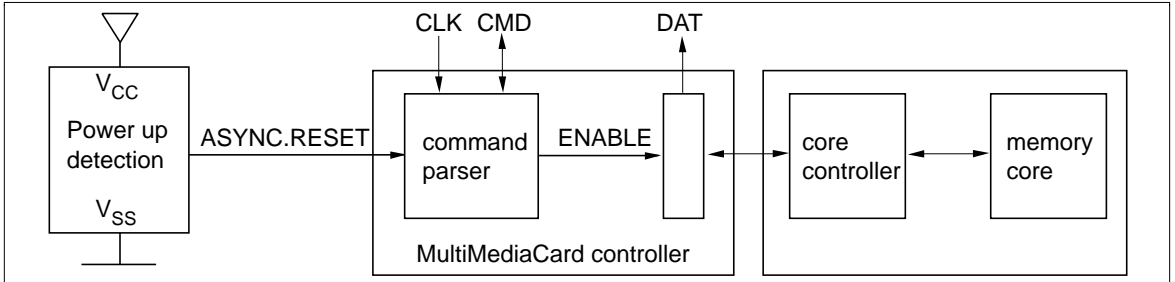 CLK CMD DAT
VCC
Power up
detection
VSS
ASYNC.RESET
command
parser
ENABLE
MultiMediaCard controller
core
controller
memory
core